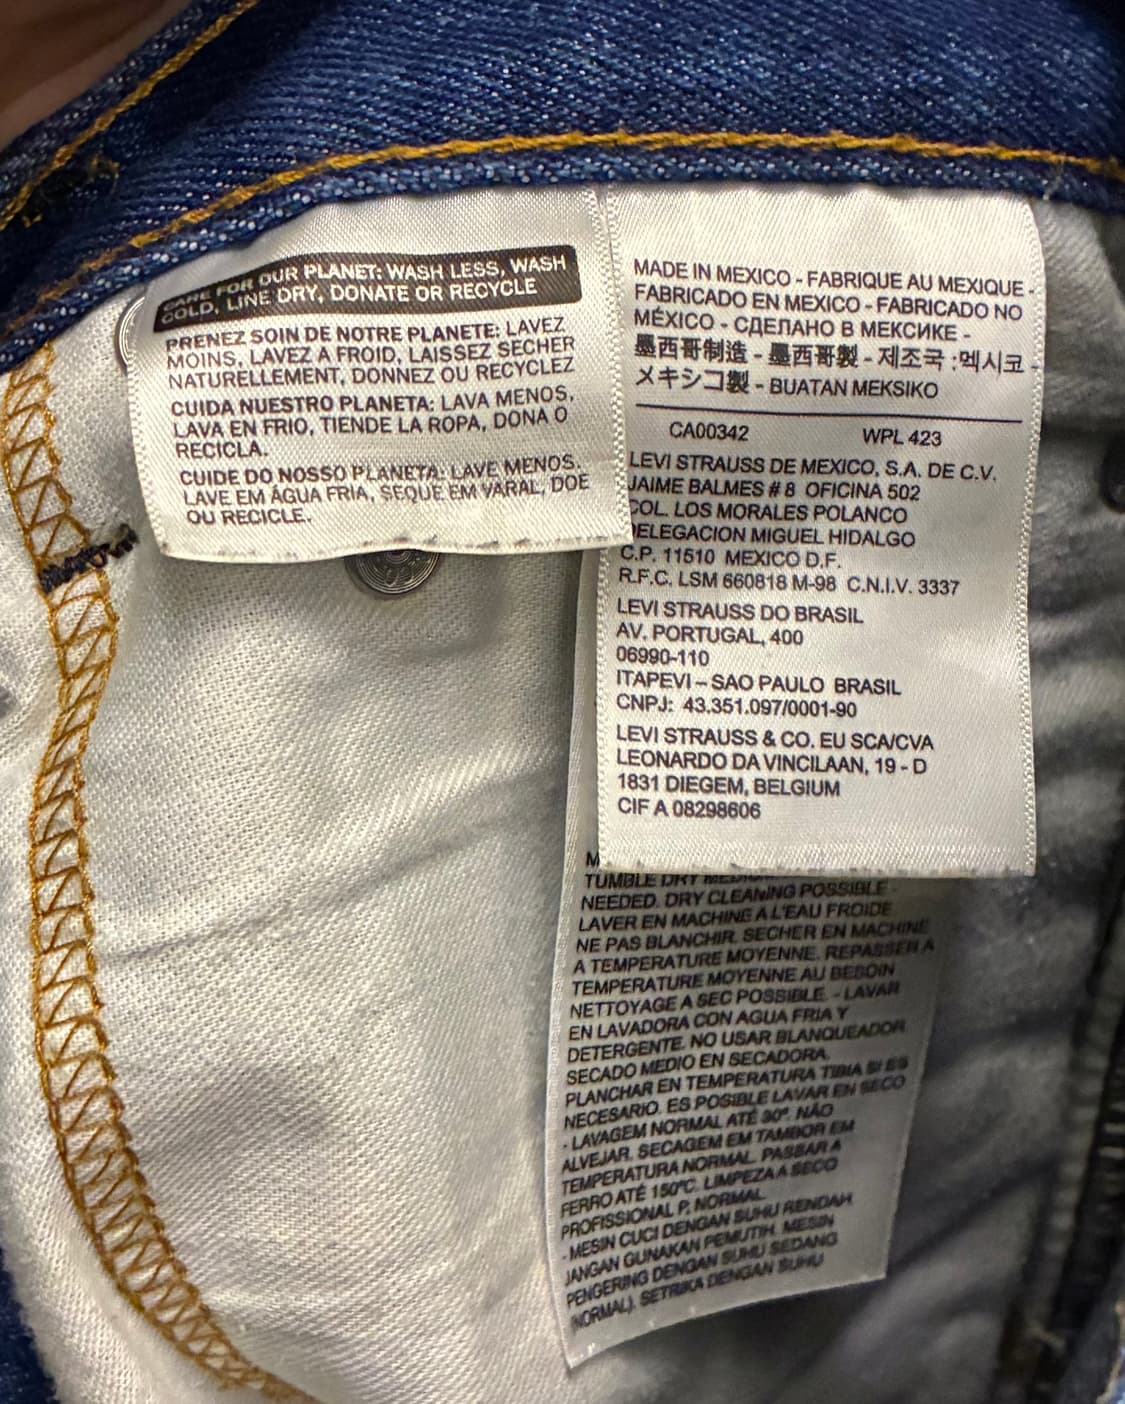 CARE FOR OUR PLANET: WASH LESS, WASH
COLD, LINE DRY, DONATE OR RECYCLE
PRENEZ SOIN DE NOTRE PLANETE: LAVEZ
MOINS, LAVEZ A FROID, LAISSEZ SECHER
NATURELLEMENT, DONNEZ OU RECYCLEZ
CUIDA NUESTRO PLANETA: LAVA MENOS,
LAVA EN FRIO, TIENDE LA ROPA, DONA O
RECICLA.
CUIDE DO NOSSO PLANETA: LAVE MENOS.
LAVE EM ÁGUA FRIA, SEQUE EM VARAL, DOE
OU RECICLE.
MADE IN MEXICO - FABRIQUE AU MEXIQUE -
FABRICADO EN MEXICO - FABRICADO NO
MÉXICO - СДЕЛАНО В МЕКСИКЕ -
墨西哥制造 - 墨西哥製 - 제조국 :멕시코 -
メキシコ製 - BUATAN MEKSIKO
CA00342 WPL 423
LEVI STRAUSS DE MEXICO, S.A. DE C.V.
JAIME BALMES # 8 OFICINA 502
COL. LOS MORALES POLANCO
DELEGACION MIGUEL HIDALGO
C.P. 11510 MEXICO D.F.
R.F.C. LSM 660818 M-98 C.N.I.V. 3337
LEVI STRAUSS DO BRASIL
AV. PORTUGAL, 400
06990-110
ITAPEVI – SAO PAULO BRASIL
CNPJ: 43.351.097/0001-90
LEVI STRAUSS & CO. EU SCA/CVA
LEONARDO DA VINCILAAN, 19 - D
1831 DIEGEM, BELGIUM
CIF A 08298606
TUMBLE DRY MEDIUM
NEEDED. DRY CLEANING POSSIBLE -
LAVER EN MACHINE A L'EAU FROIDE
NE PAS BLANCHIR. SECHER EN MACHINE
A TEMPERATURE MOYENNE. REPASSER A
TEMPERATURE MOYENNE AU BESOIN
NETTOYAGE A SEC POSSIBLE. - LAVAR
EN LAVADORA CON AGUA FRIA Y
DETERGENTE. NO USAR BLANQUEADOR
SECADO MEDIO EN SECADORA.
PLANCHAR EN TEMPERATURA TIBIA SI ES
NECESARIO. ES POSIBLE LAVAR EN SECO
- LAVAGEM NORMAL ATÉ 30º. NÃO
ALVEJAR. SECAGEM EM TAMBOR EM
TEMPERATURA NORMAL. PASSAR A
FERRO ATÉ 150ºC. LIMPEZA A SECO
PROFISSIONAL P, NORMAL
- MESIN CUCI DENGAN SUHU RENDAH
JANGAN GUNAKAN PEMUTIH. MESIN
PENGERING DENGAN SUHU SEDANG
(NORMAL). SETRIKA DENGAN SUHU